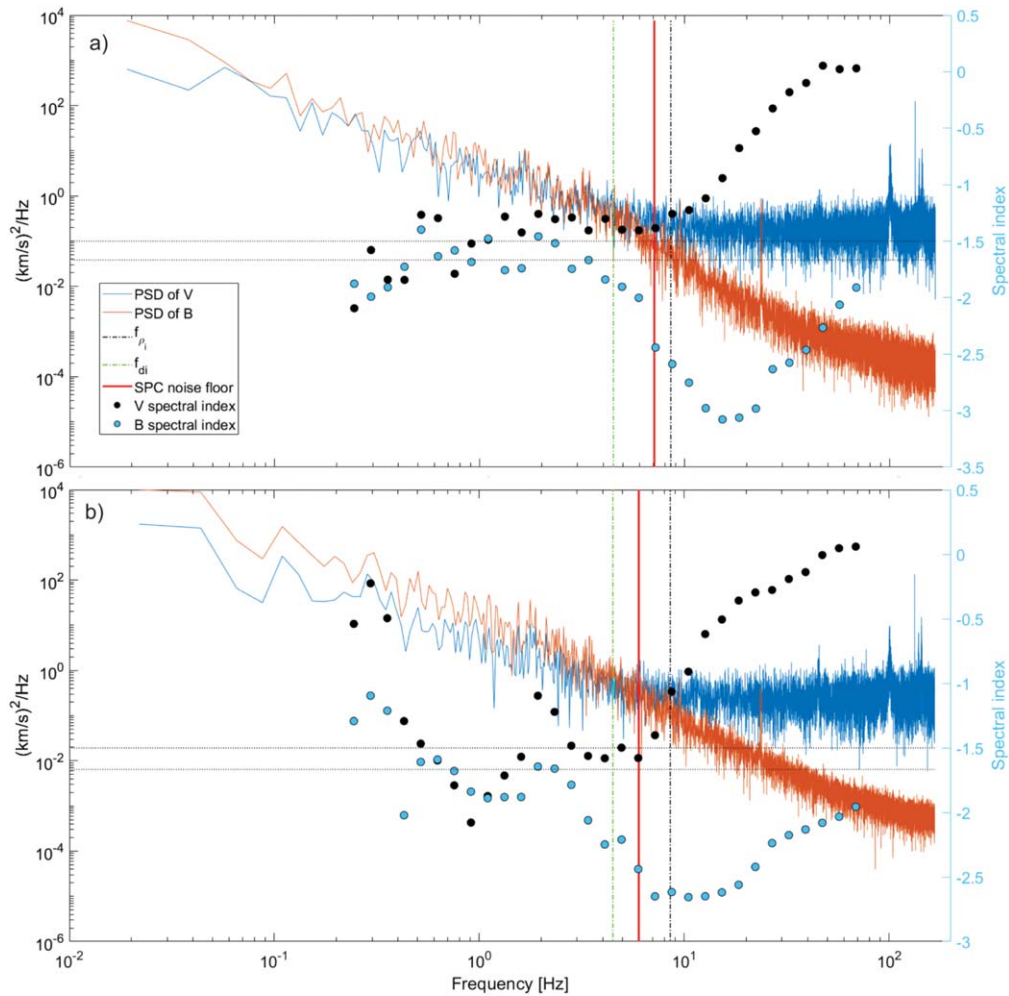 a)
10^4
10^2
10^0
10^-2
10^-4
10^-6
(km/s)^2/Hz
0.5
0
-0.5
-1
-1.5
-2
-2.5
-3
-3.5
Spectral index
PSD of V
PSD of B
f_ρ_i
f_di
SPC noise floor
V spectral index
B spectral index
b)
10^4
10^2
10^0
10^-2
10^-4
10^-6
(km/s)^2/Hz
0.5
0
-0.5
-1
-1.5
-2
-2.5
-3
Spectral index
10^-2
10^-1
10^0
10^1
10^2
Frequency [Hz]